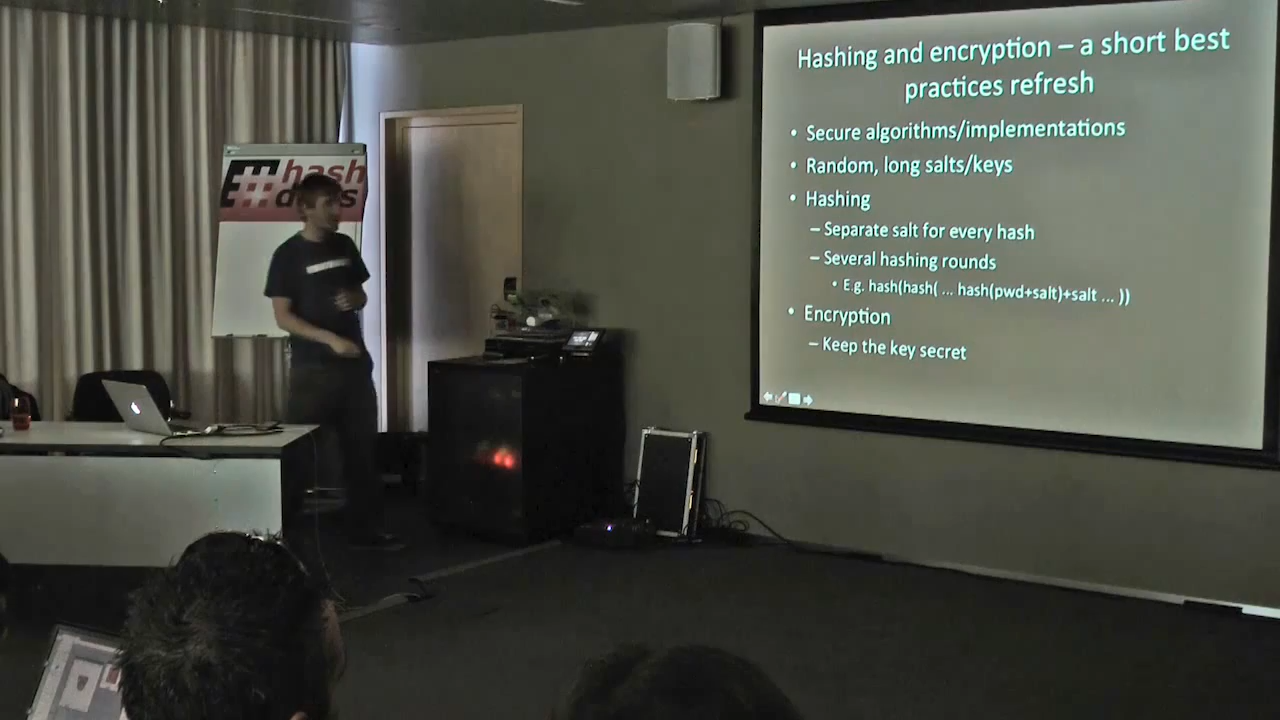 hash
Hashing and encryption – a short best
practices refresh
• Secure algorithms/implementations
• Random, long salts/keys
• Hashing
– Separate salt for every hash
– Several hashing rounds
• E.g. hash(hash( ... hash(pwd+salt)+salt ... ))
• Encryption
– Keep the key secret